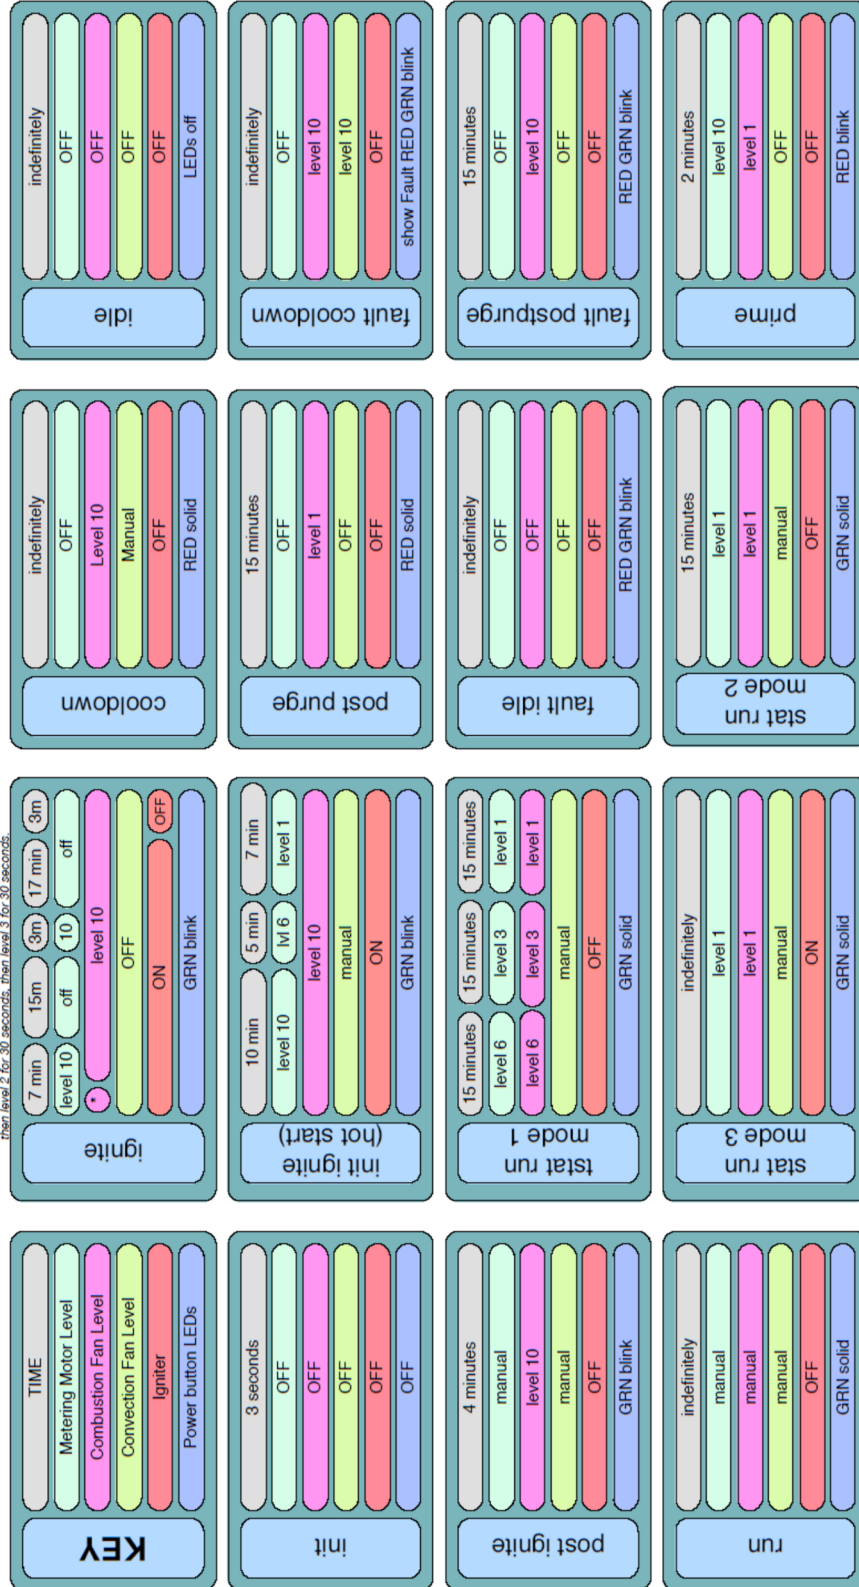 then level 2 for 30 seconds, then level 3 for 30 seconds.
KEY
TIME
Metering Motor Level
Combustion Fan Level
Convection Fan Level
Igniter
Power button LEDs
ignite
7 min 15m 3m 17 min 3m
level 10 off 10 off
* level 10
OFF
ON OFF
GRN blink
cooldown
indefinitely
OFF
Level 10
Manual
OFF
RED solid
idle
indefinitely
OFF
OFF
OFF
OFF
LEDs off
init
3 seconds
OFF
OFF
OFF
OFF
OFF
init ignite
(hot start)
10 min 5 min 7 min
level 10 lvl 6 level 1
level 10
manual
ON
GRN blink
post purge
15 minutes
OFF
level 1
OFF
OFF
RED solid
fault cooldown
indefinitely
OFF
level 10
level 10
OFF
show Fault RED GRN blink
post ignite
4 minutes
manual
level 10
manual
OFF
GRN blink
tstat run
mode 1
15 minutes 15 minutes 15 minutes
level 6 level 3 level 1
level 6 level 3 level 1
manual
OFF
GRN solid
fault idle
indefinitely
OFF
OFF
OFF
OFF
RED GRN blink
fault postpurge
15 minutes
OFF
level 10
OFF
OFF
RED GRN blink
run
indefinitely
manual
manual
manual
OFF
GRN solid
stat run
mode 3
indefinitely
level 1
level 1
manual
ON
GRN solid
stat run
mode 2
15 minutes
level 1
level 1
manual
OFF
GRN solid
prime
2 minutes
level 10
level 1
OFF
OFF
RED blink